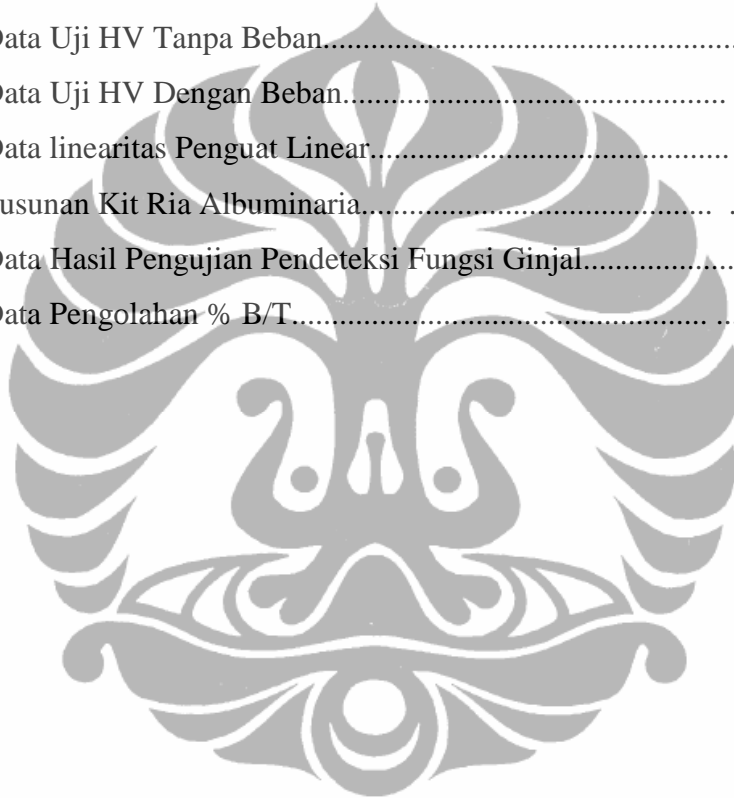 Data Uji HV Tanpa Beban..............................................................
Data Uji HV Dengan Beban.........................................................
Data linearitas Penguat Linear.....................................................
usunan Kit Ria Albuminaria.................................................... .
Data Hasil Pengujian Pendeteksi Fungsi Ginjal......................
Data Pengolahan % B/T............................................................... ...